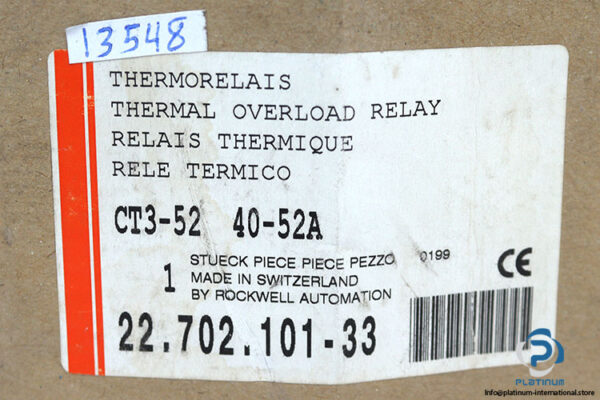 13548
THERMORELAIS
THERMAL OVERLOAD RELAY
RELAIS THERMIQUE
RELE TERMICO
CT3-52 40-52A
1 STUECK PIECE PIECE PEZZO 0199
MADE IN SWITZERLAND
BY ROCKWELL AUTOMATION
CE
22.702.101-33
PLATINUM
Info@platinum-international.store